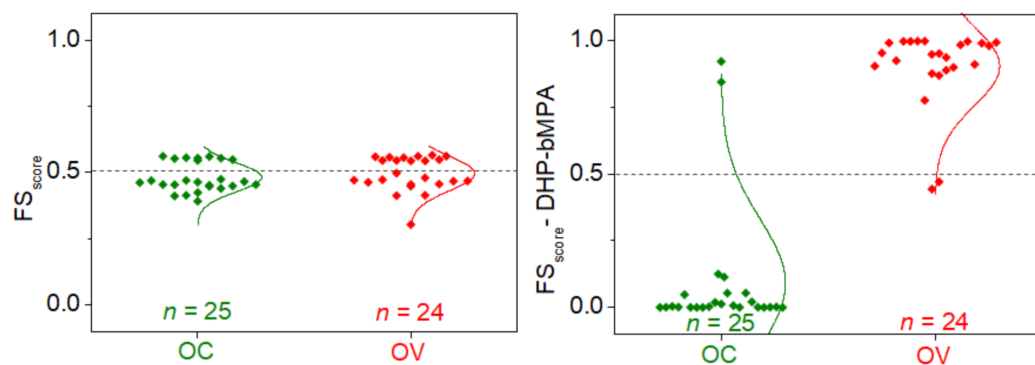 1.0
0.5
0.0
FSscore
n = 25
n = 24
OC
OV
1.0
0.5
0.0
FSscore - DHP-bMPA
n = 25
n = 24
OC
OV